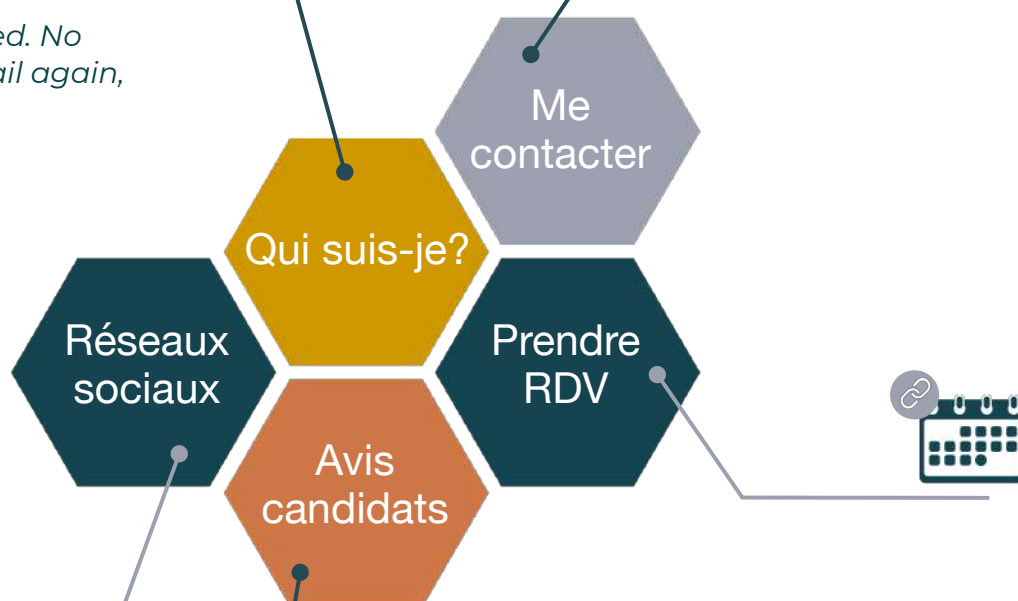 ed. No
ail again,
Me
contacter
Qui suis-je?
Réseaux
sociaux
Prendre
RDV
Avis
candidats